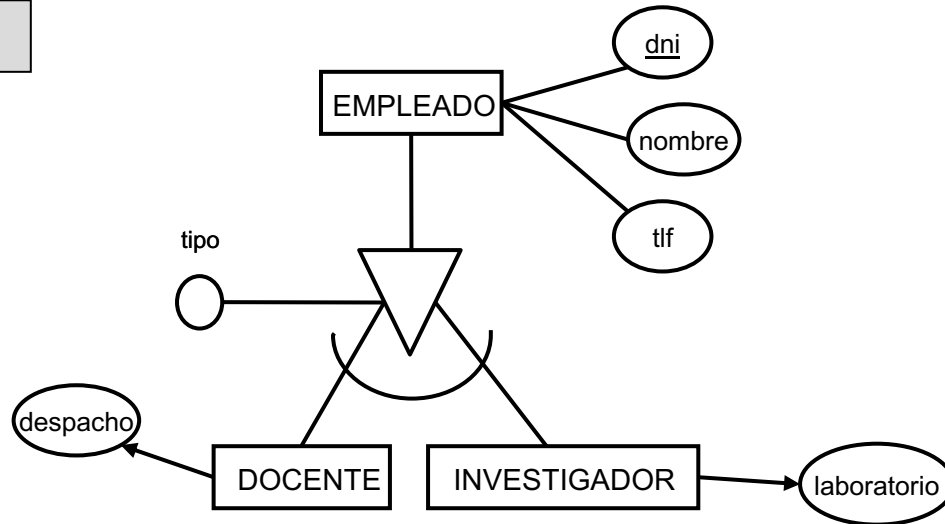 dni
EMPLEADO
nombre
tlf
tipo
despacho
DOCENTE
INVESTIGADOR
laboratorio